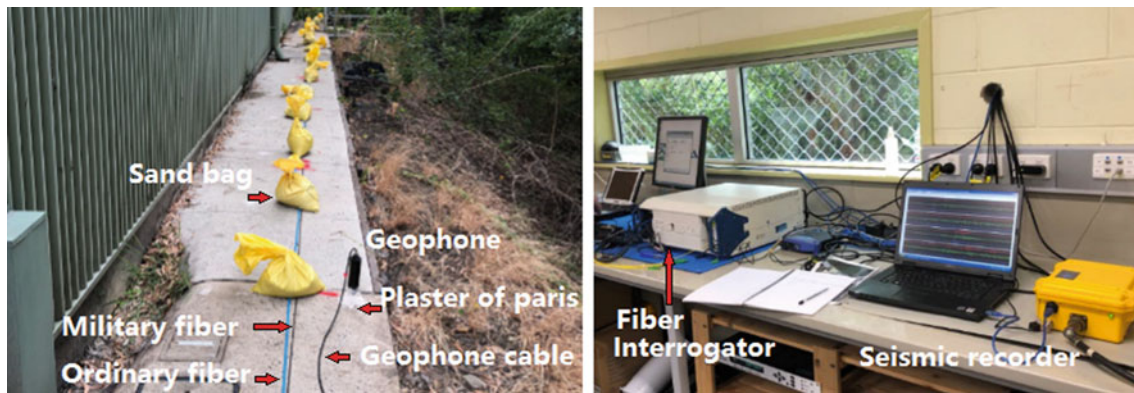 Sand bag
Geophone
Plaster of paris
Military fiber
Geophone cable
Ordinary fiber
Fiber
Interrogator
Seismic recorder